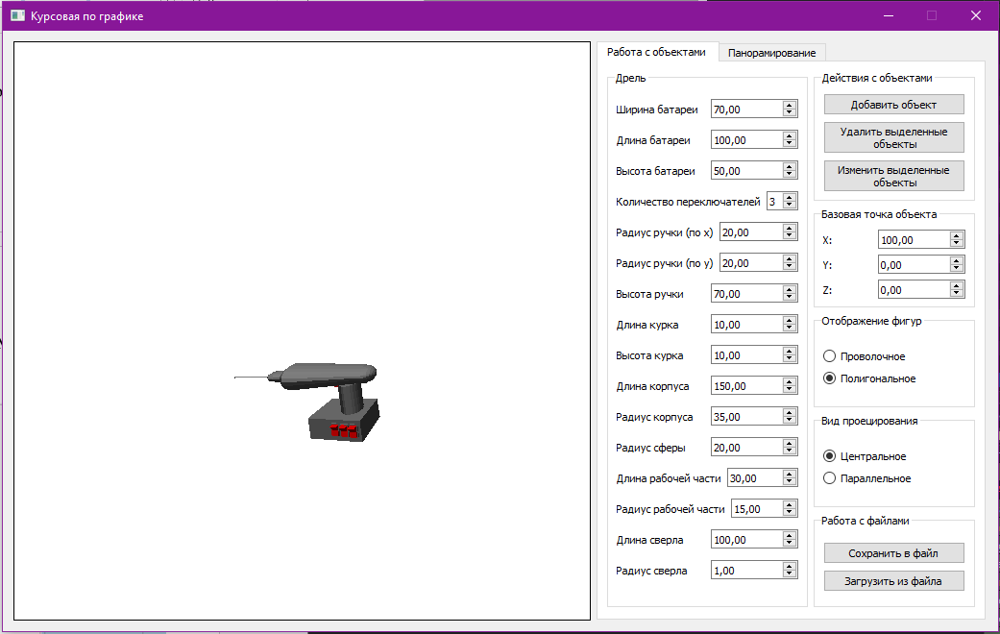 Курсовая по графике
Работа с объектами
Панорамирование
Дрель
Ширина батареи 70,00
Длина батареи 100,00
Высота батареи 50,00
Количество переключателей 3
Радиус ручки (по x) 20,00
Радиус ручки (по y) 20,00
Высота ручки 70,00
Длина курка 10,00
Высота курка 10,00
Длина корпуса 150,00
Радиус корпуса 35,00
Радиус сферы 20,00
Длина рабочей части 30,00
Радиус рабочей части 15,00
Длина сверла 100,00
Радиус сверла 1,00
Действия с объектами
Добавить объект
Удалить выделенные
объекты
Изменить выделенные
объекты
Базовая точка объекта
X: 100,00
Y: 0,00
Z: 0,00
Отображение фигур
Проволочное
Полигональное
Вид проецирования
Центральное
Параллельное
Работа с файлами
Сохранить в файл
Загрузить из файла